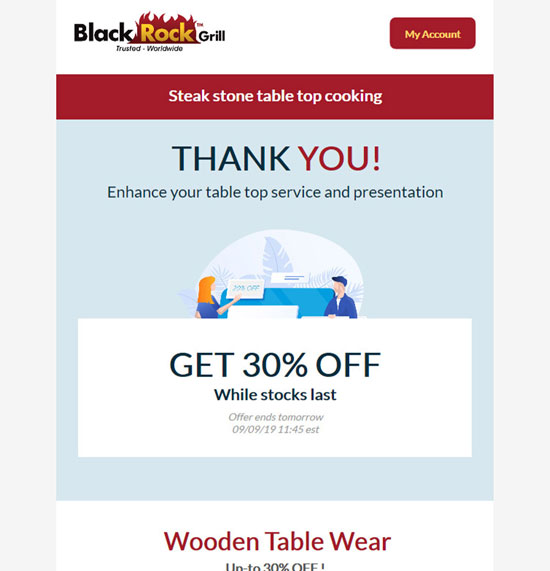 Black Rock Grill™
Trusted - Worldwide
My Account
Steak stone table top cooking
THANK YOU!
Enhance your table top service and presentation
30% OFF
GET 30% OFF
While stocks last
Offer ends tomorrow
09/09/19 11:45 est
Wooden Table Wear
Up-to 30% OFF !